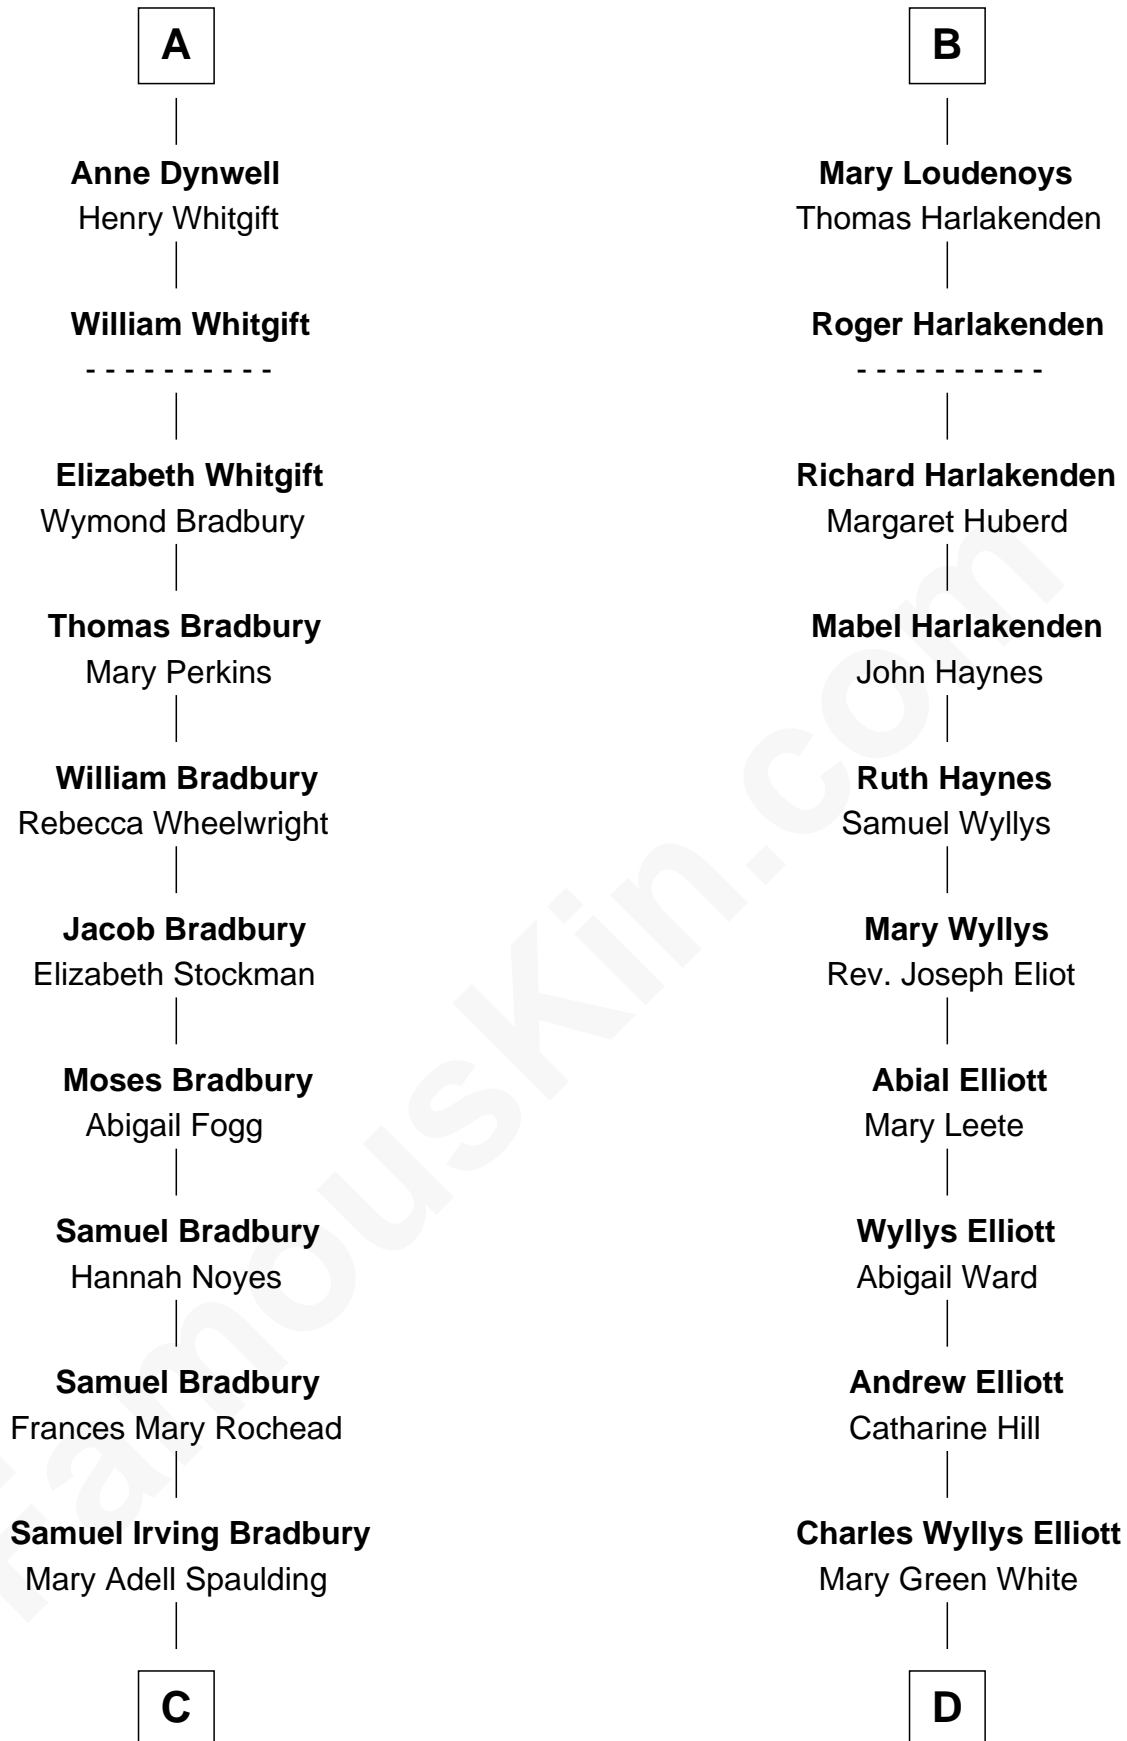 A
Anne Dynwell
Henry Whitgift
William Whitgift
- - - - - - - - - -
Elizabeth Whitgift
Wymond Bradbury
Thomas Bradbury
Mary Perkins
William Bradbury
Rebecca Wheelwright
Jacob Bradbury
Elizabeth Stockman
Moses Bradbury
Abigail Fogg
Samuel Bradbury
Hannah Noyes
Samuel Bradbury
Frances Mary Rochead
Samuel Irving Bradbury
Mary Adell Spaulding
C
B
Mary Loudenoys
Thomas Harlakenden
Roger Harlakenden
- - - - - - - - - -
Richard Harlakenden
Margaret Huberd
Mabel Harlakenden
John Haynes
Ruth Haynes
Samuel Wyllys
Mary Wyllys
Rev. Joseph Eliot
Abial Elliott
Mary Leete
Wyllys Elliott
Abigail Ward
Andrew Elliott
Catharine Hill
Charles Wyllys Elliott
Mary Green White
D
FamousKin.com